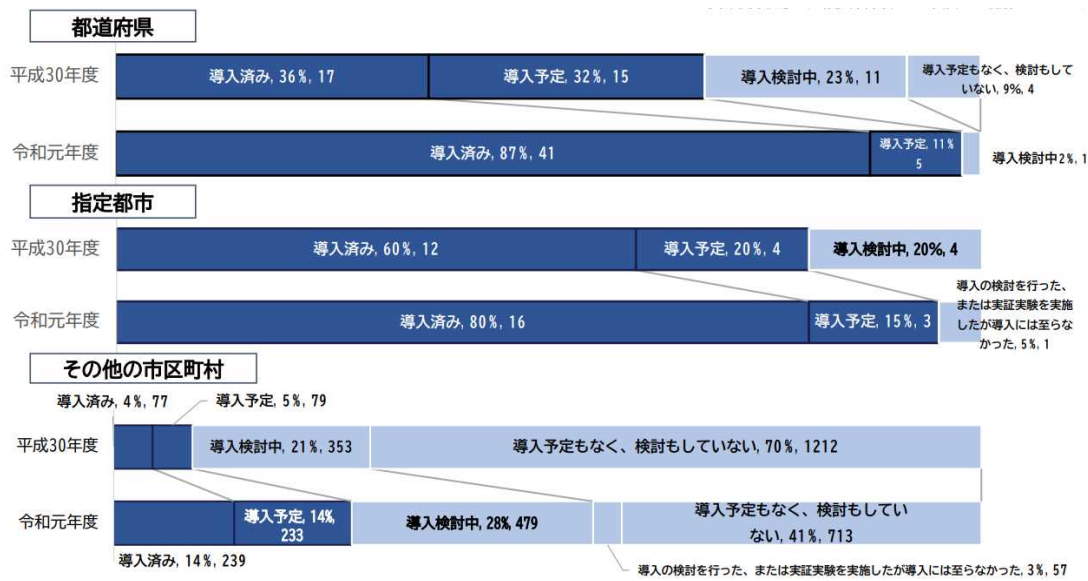 都道府県
平成30年度
導入済み, 36%, 17
導入予定, 32%, 15
導入検討中, 23%, 11
導入予定もなく、検討もして
いない, 9%, 4
令和元年度
導入済み, 87%, 41
導入予定, 11%
5
導入検討中2%, 1
指定都市
平成30年度
導入済み, 60%, 12
導入予定, 20%, 4
導入検討中, 20%, 4
令和元年度
導入済み, 80%, 16
導入予定, 15%, 3
導入の検討を行った、
または実証実験を実施
したが導入には至らな
かった, 5%, 1
その他の市区町村
導入済み, 4%, 77
導入予定, 5%, 79
平成30年度
導入検討中, 21%, 353
導入予定もなく、検討もしていない, 70%, 1212
令和元年度
導入予定, 14%,
233
導入検討中, 28%, 479
導入予定もなく、検討もしてい
ない, 41%, 713
導入済み, 14%, 239
導入の検討を行った、または実証実験を実施したが導入には至らなかった, 3%, 57